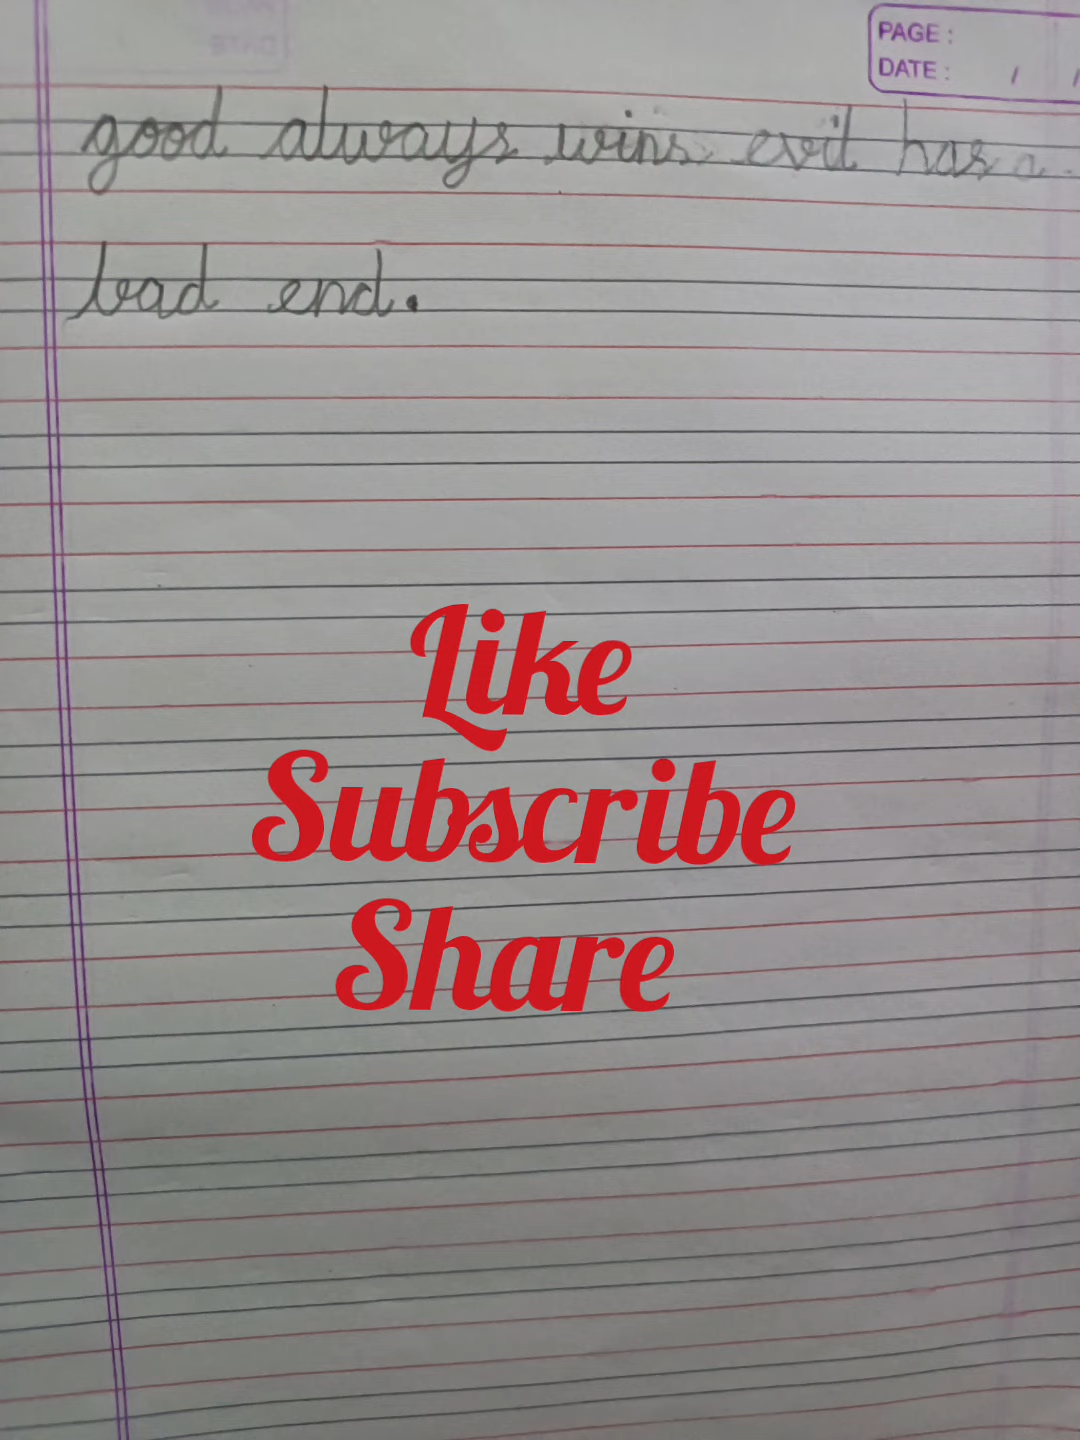 PAGE :
DATE : / /
good always wins evil has a
bad end.
Like
Subscribe
Share